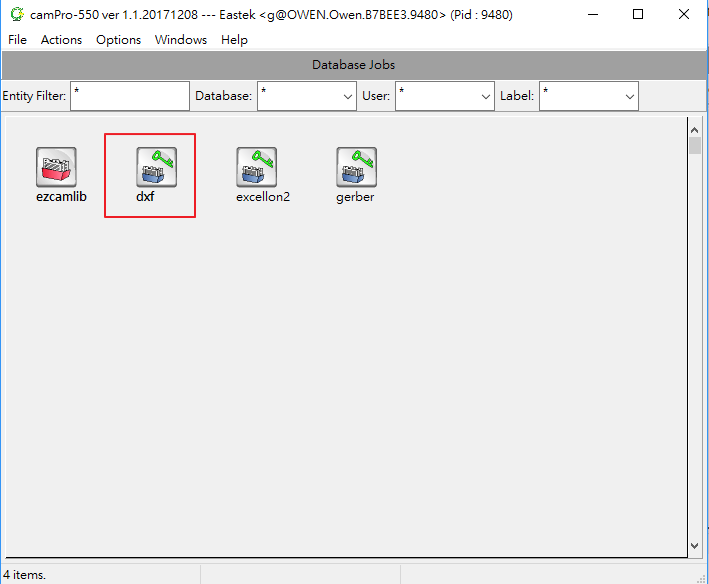 camPro-550 ver 1.1.20171208 --- Eastek <g@OWEN.Owen.B7BEE3.9480> (Pid : 9480)
File Actions Options Windows Help
Database Jobs
Entity Filter: * Database: * User: * Label: *
ezcamlib dxf excellon2 gerber
4 items.